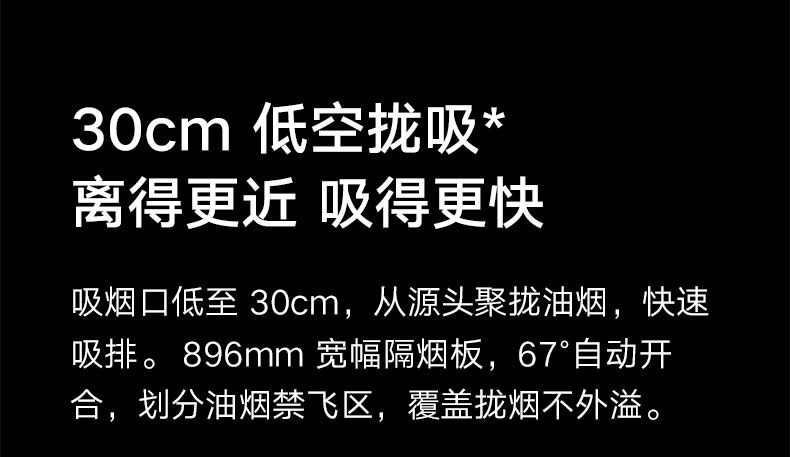 30cm 低空拢吸*
离得更近 吸得更快
吸烟口低至 30cm，从源头聚拢油烟，快速
吸排。896mm 宽幅隔烟板，67°自动开
合，划分油烟禁飞区，覆盖拢烟不外溢。